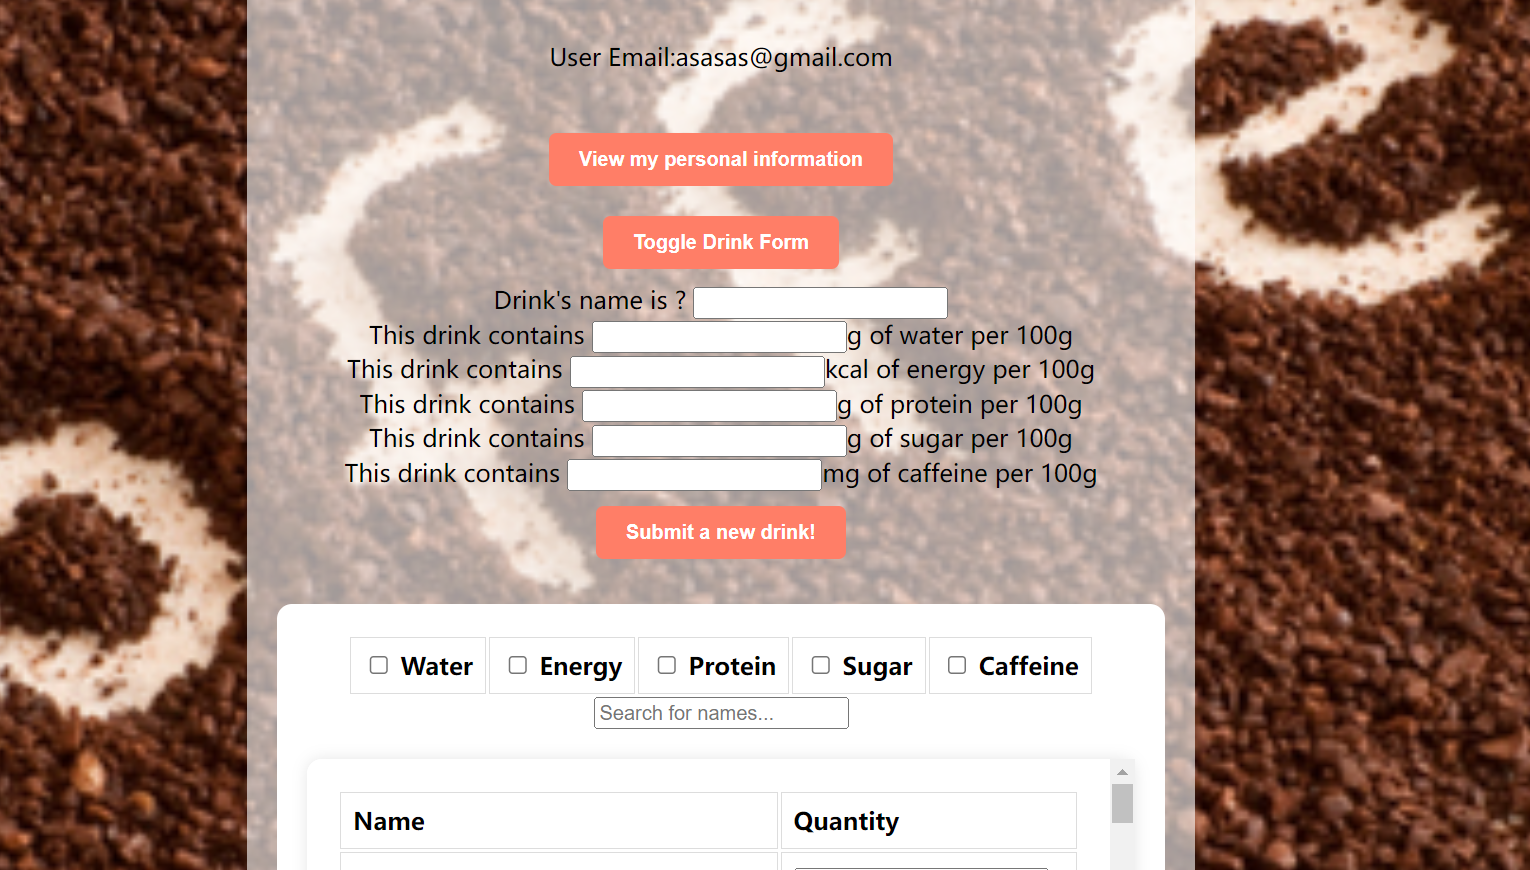 User Email:asasas@gmail.com
View my personal information
Toggle Drink Form
Drink's name is ?
This drink contains g of water per 100g
This drink contains kcal of energy per 100g
This drink contains g of protein per 100g
This drink contains g of sugar per 100g
This drink contains mg of caffeine per 100g
Submit a new drink!
Water Energy Protein Sugar Caffeine
Search for names...
Name Quantity